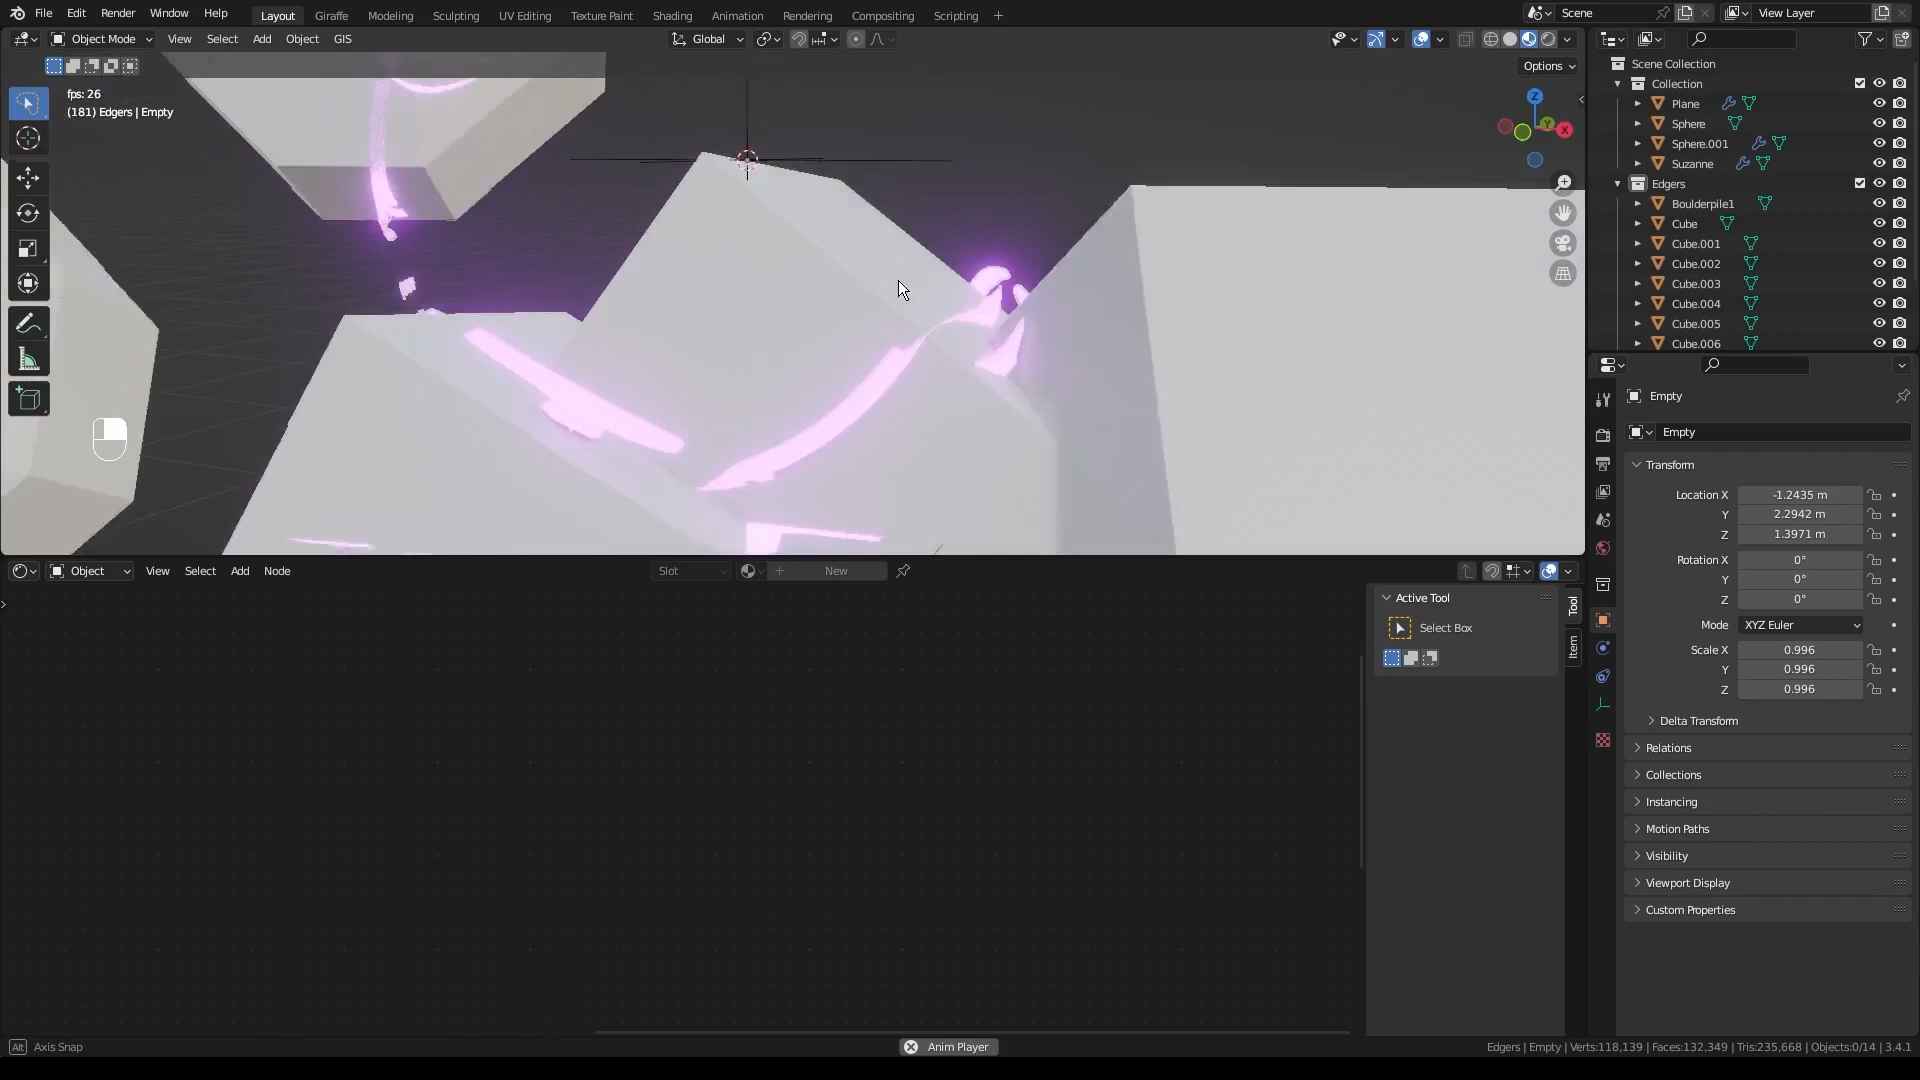 File Edit Render Window Help Layout Giraffe Modeling Sculpting UV Editing Texture Paint Shading Animation Rendering Compositing Scripting + Scene View Layer
Object Mode View Select Add Object GIS Global
Options
fps: 26
(181) Edgers | Empty
Z
Y
X
Scene Collection
Collection
Plane
Sphere
Sphere.001
Suzanne
Edgers
Boulderpile1
Cube
Cube.001
Cube.002
Cube.003
Cube.004
Cube.005
Cube.006
Empty
Empty
Transform
Location X -1.2435 m
Y 2.2942 m
Z 1.3971 m
Rotation X 0°
Y 0°
Z 0°
Mode XYZ Euler
Scale X 0.996
Y 0.996
Z 0.996
Delta Transform
Relations
Collections
Instancing
Motion Paths
Visibility
Viewport Display
Custom Properties
Object View Select Add Node Slot + New
Active Tool
Select Box
Tool
Item
Alt Axis Snap Anim Player Edgers | Empty | Verts:118,139 | Faces:132,349 | Tris:235,668 | Objects:0/14 | 3.4.1